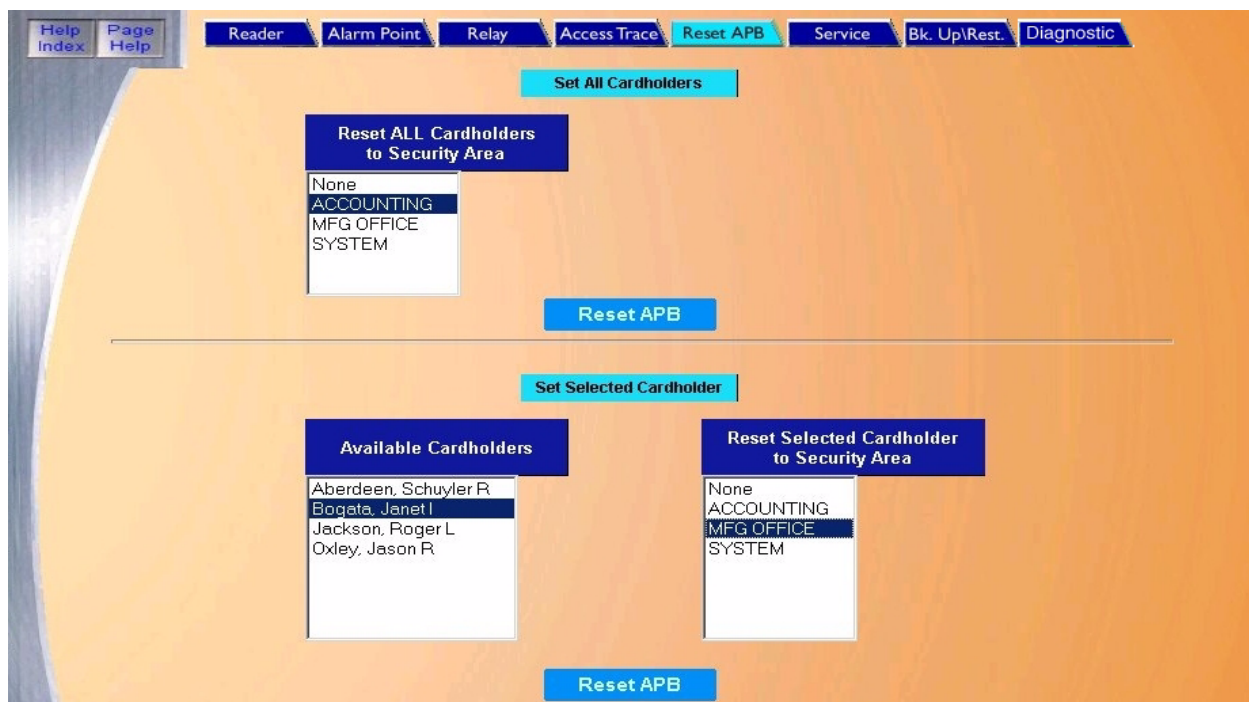 Help Index
Page Help
Reader
Alarm Point
Relay
Access Trace
Reset APB
Service
Bk. Up\Rest.
Diagnostic
Set All Cardholders
Reset ALL Cardholders
to Security Area
None
ACCOUNTING
MFG OFFICE
SYSTEM
Reset APB
Set Selected Cardholder
Available Cardholders
Aberdeen, Schuyler R
Bogata, Janet I
Jackson, Roger L
Oxley, Jason R
Reset Selected Cardholder
to Security Area
None
ACCOUNTING
MFG OFFICE
SYSTEM
Reset APB